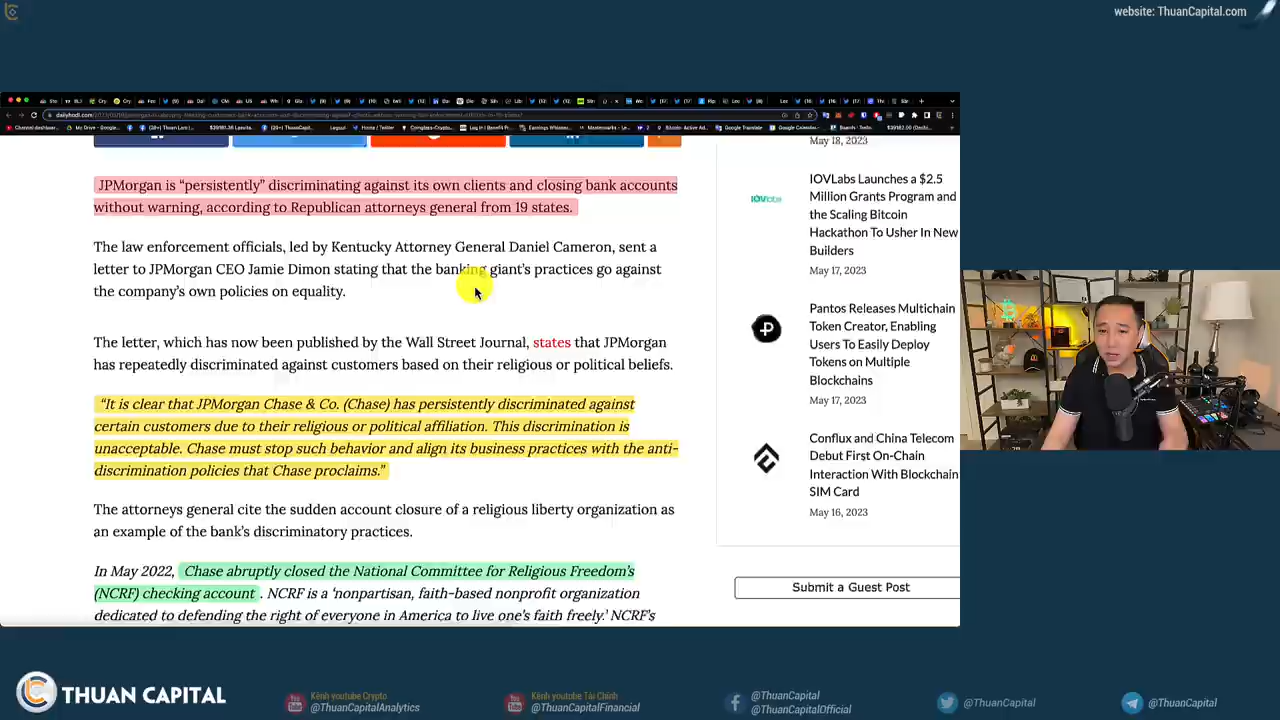 website: ThuanCapital.com
JPMorgan is “persistently” discriminating against its own clients and closing bank accounts
without warning, according to Republican attorneys general from 19 states.
The law enforcement officials, led by Kentucky Attorney General Daniel Cameron, sent a
letter to JPMorgan CEO Jamie Dimon stating that the banking giant’s practices go against
the company’s own policies on equality.
The letter, which has now been published by the Wall Street Journal, states that JPMorgan
has repeatedly discriminated against customers based on their religious or political beliefs.
“It is clear that JPMorgan Chase & Co. (Chase) has persistently discriminated against
certain customers due to their religious or political affiliation. This discrimination is
unacceptable. Chase must stop such behavior and align its business practices with the anti-
discrimination policies that Chase proclaims.”
The attorneys general cite the sudden account closure of a religious liberty organization as
an example of the bank’s discriminatory practices.
In May 2022, Chase abruptly closed the National Committee for Religious Freedom’s
(NCRF) checking account . NCRF is a ‘nonpartisan, faith-based nonprofit organization
dedicated to defending the right of everyone in America to live one’s faith freely.’ NCRF’s
May 18, 2023
IOVLabs Launches a $2.5
Million Grants Program and
the Scaling Bitcoin
Hackathon To Usher In New
Builders
May 17, 2023
Pantos Releases Multichain
Token Creator, Enabling
Users To Easily Deploy
Tokens on Multiple
Blockchains
May 17, 2023
Conflux and China Telecom
Debut First On-Chain
Interaction With Blockchain
SIM Card
May 16, 2023
Submit a Guest Post
THUAN CAPITAL
Kênh youtube Crypto
@ThuanCapitalAnalytics
Kênh youtube Tài Chính
@ThuanCapitalFinancial
@ThuanCapital
@ThuanCapitalOfficial
@ThuanCapital
@ThuanCapital